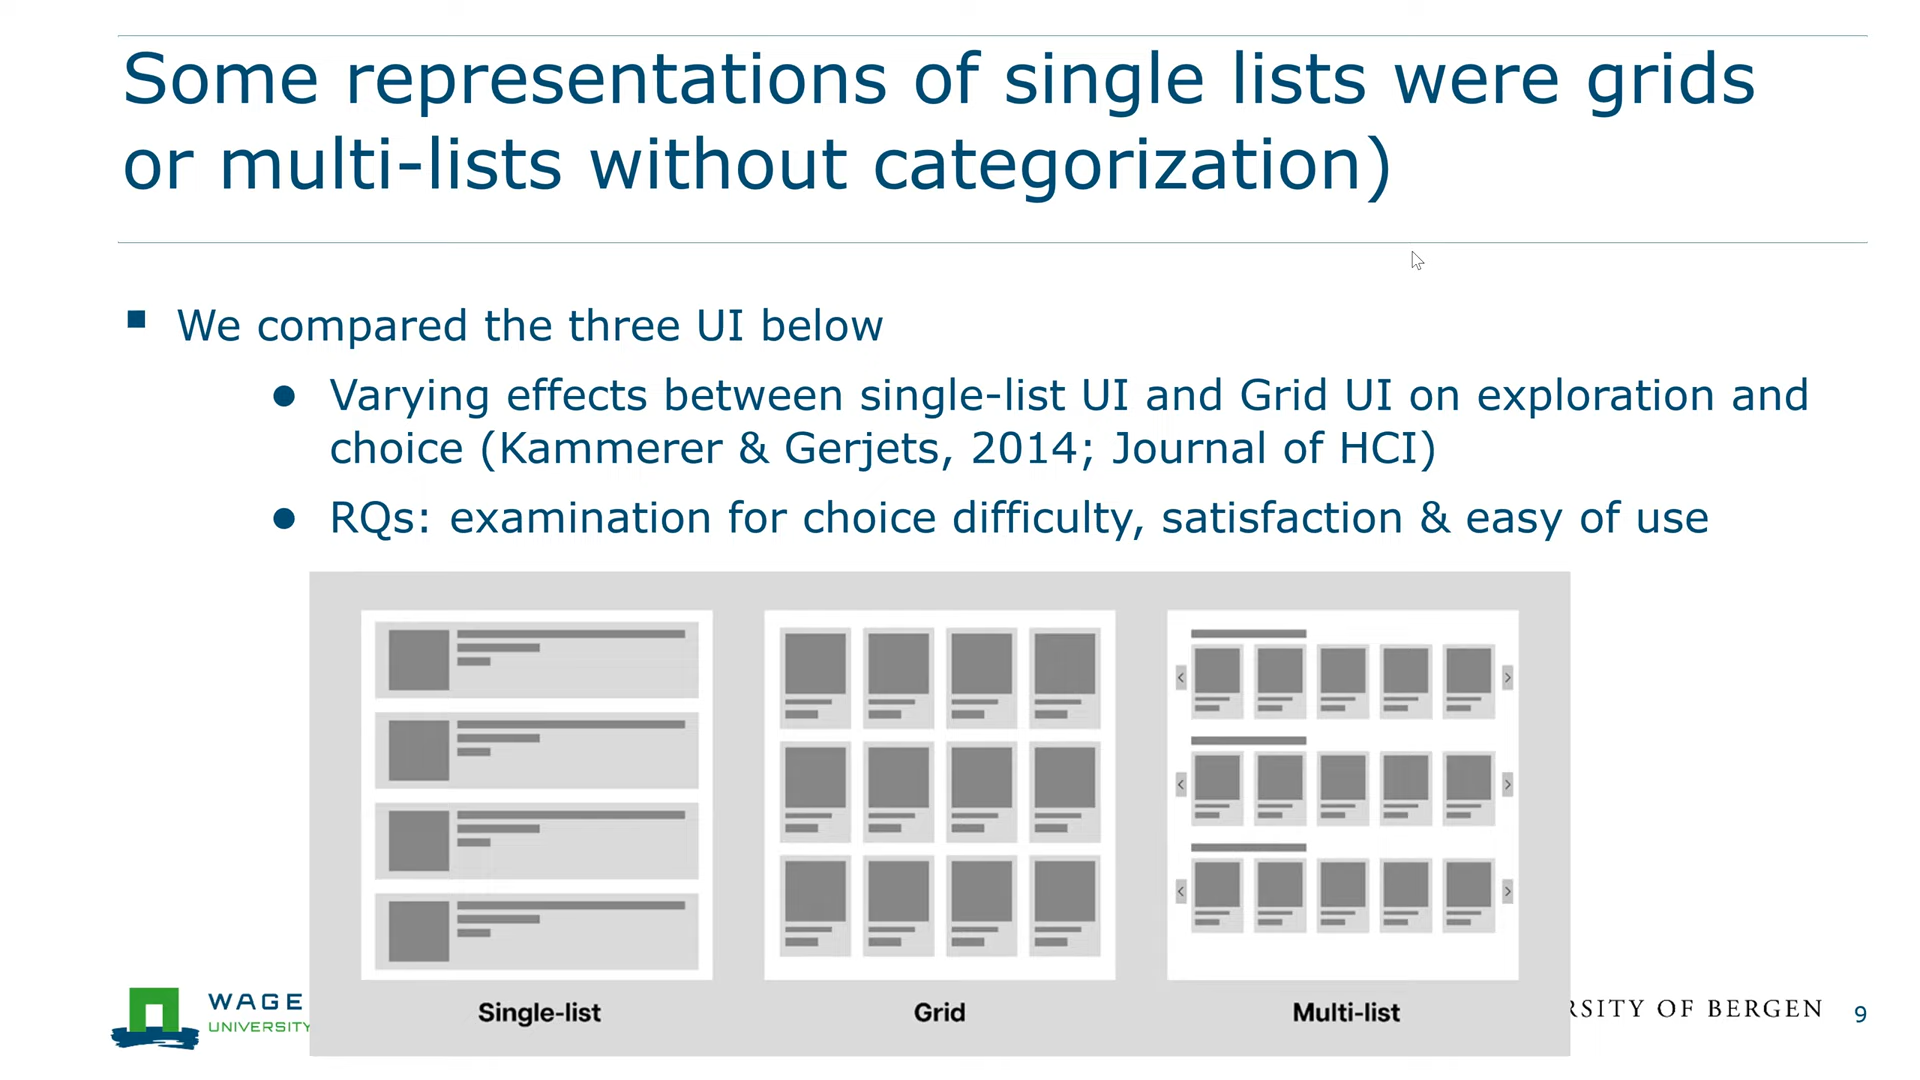 Some representations of single lists were grids
or multi-lists without categorization)
We compared the three UI below
Varying effects between single-list UI and Grid UI on exploration and
choice (Kammerer & Gerjets, 2014; Journal of HCI)
RQs: examination for choice difficulty, satisfaction & easy of use
Single-list
Grid
Multi-list
WAGE
UNIVERSITY
RSITY OF BERGEN
9